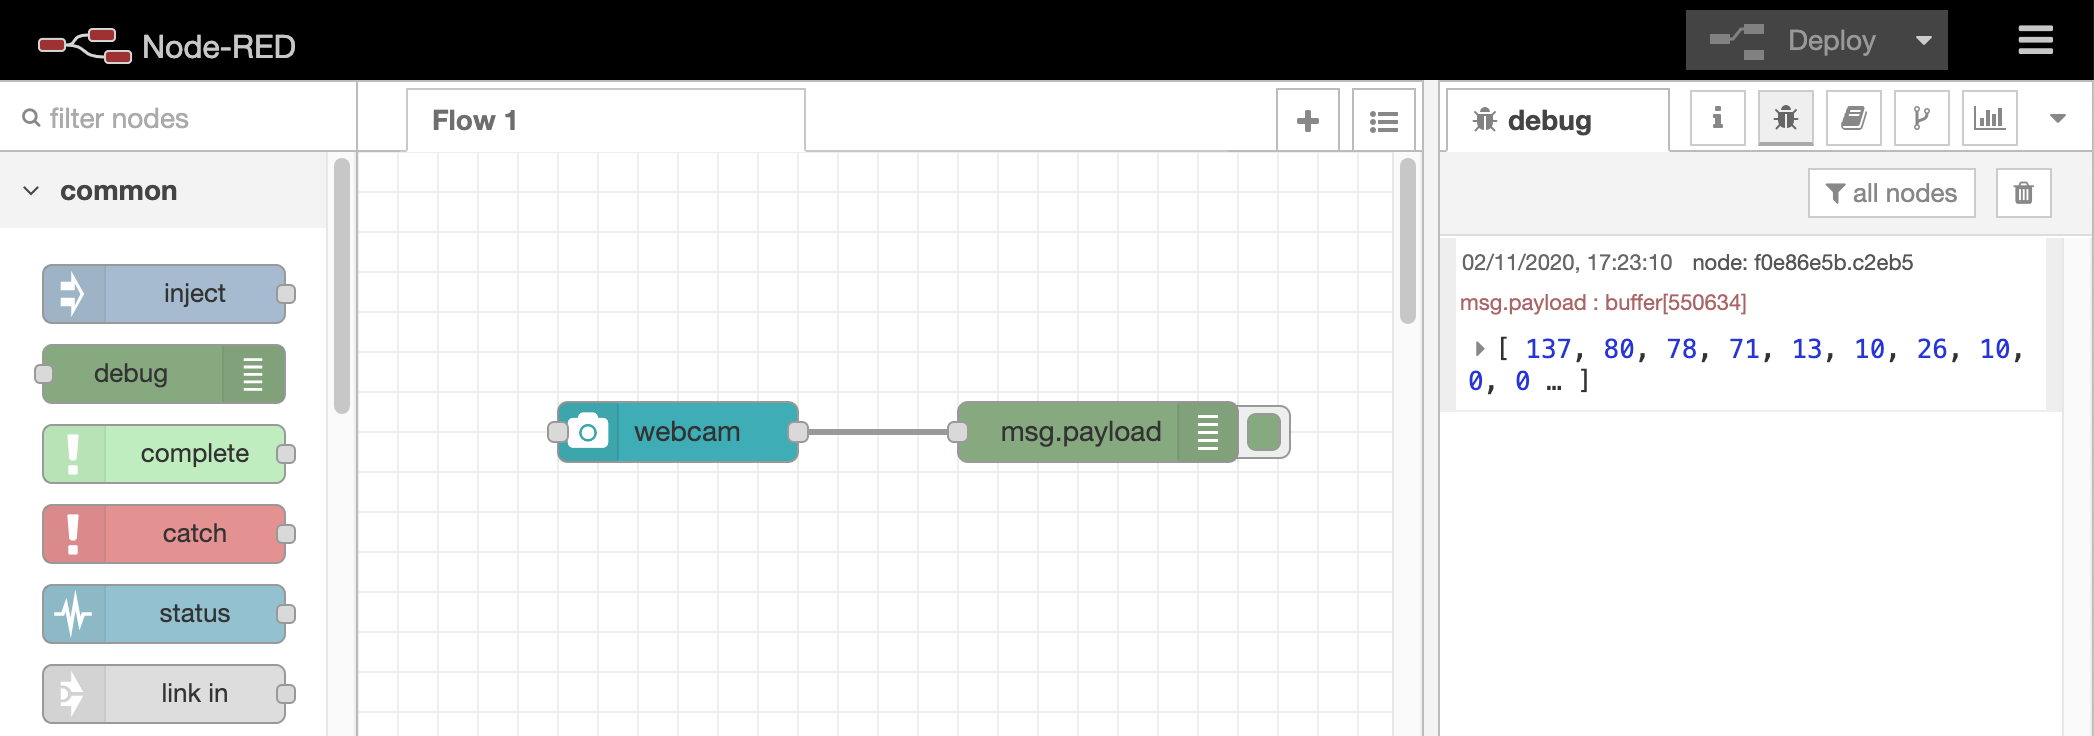 Node-RED
Deploy
filter nodes
Flow 1
debug
i
common
all nodes
inject
debug
complete
catch
status
link in
webcam
msg.payload
02/11/2020, 17:23:10 node: f0e86e5b.c2eb5
msg.payload : buffer[550634]
[ 137, 80, 78, 71, 13, 10, 26, 10,
0, 0 … ]